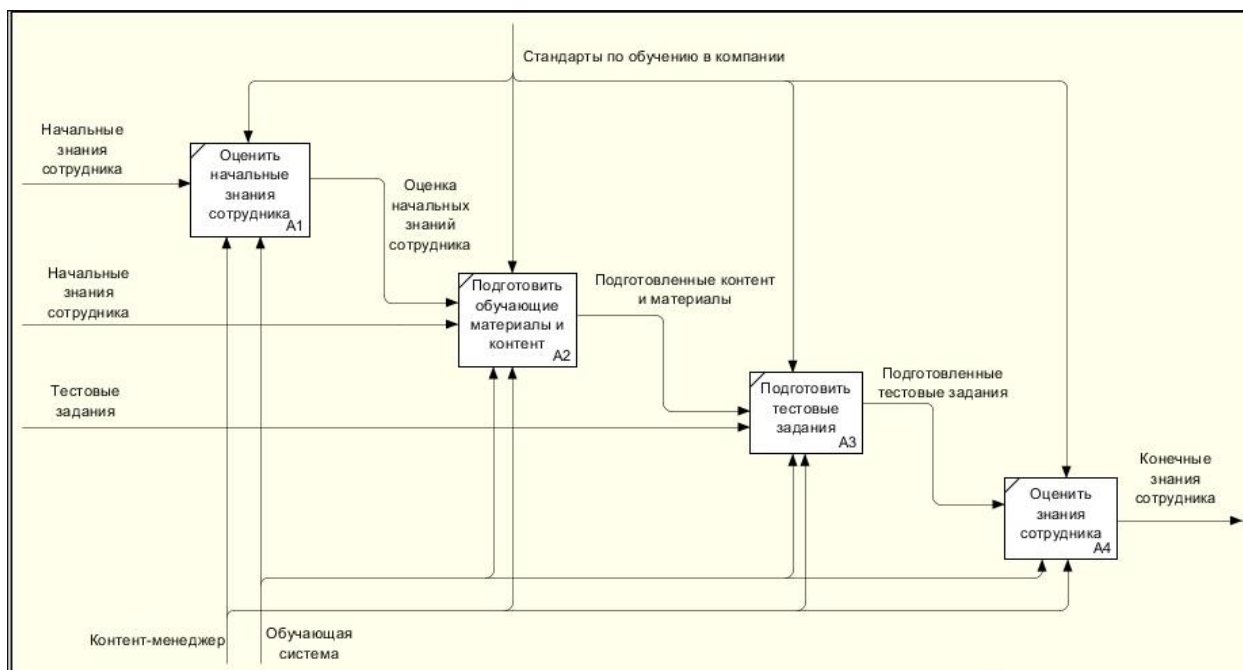 Стандарты по обучению в компании
Начальные
знания
сотрудника
Оценить
начальные
знания
сотрудника
A1
Оценка
начальных
знаний
сотрудника
Начальные
знания
сотрудника
Подготовить
обучающие
материалы и
контент
A2
Подготовленные контент
и материалы
Тестовые
задания
Подготовить
тестовые
задания
A3
Подготовленные
тестовые задания
Оценить
знания
сотрудника
A4
Конечные
знания
сотрудника
Контент-менеджер
Обучающая
система